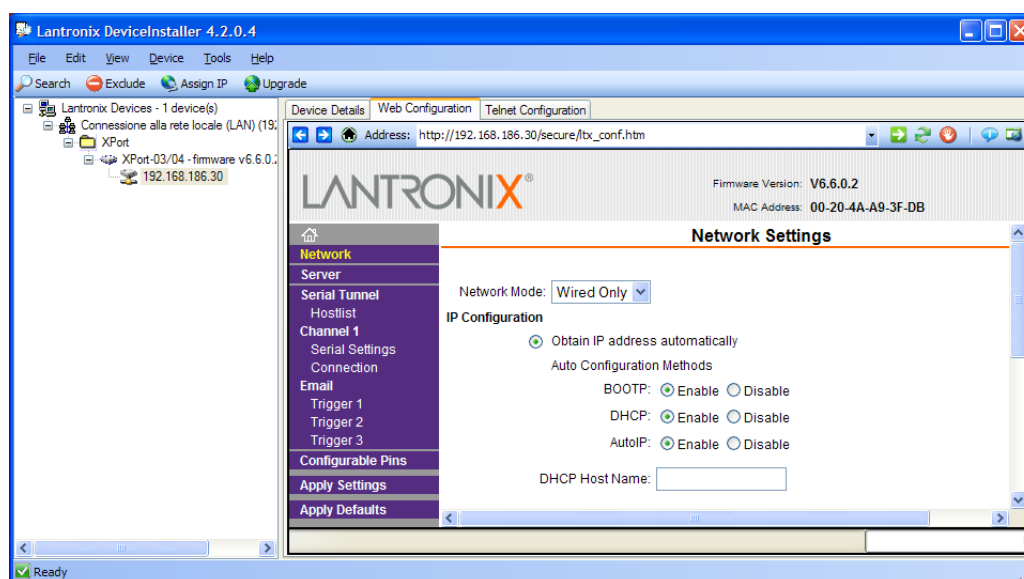 Lantronix DeviceInstaller 4.2.0.4
File Edit View Device Tools Help
Search Exclude Assign IP Upgrade
Lantronix Devices - 1 device(s)
Connessione alla rete locale (LAN) (192
XPort
XPort-03/04 - firmware v6.6.0.2
192.168.186.30
Device Details Web Configuration Telnet Configuration
Address: http://192.168.186.30/secure/ltx_conf.htm
LANTRONIX®
Firmware Version: V6.6.0.2
MAC Address: 00-20-4A-A9-3F-DB
Network
Server
Serial Tunnel
Hostlist
Channel 1
Serial Settings
Connection
Email
Trigger 1
Trigger 2
Trigger 3
Configurable Pins
Apply Settings
Apply Defaults
Network Settings
Network Mode: Wired Only
IP Configuration
Obtain IP address automatically
Auto Configuration Methods
BOOTP: Enable Disable
DHCP: Enable Disable
AutoIP: Enable Disable
DHCP Host Name:
Ready